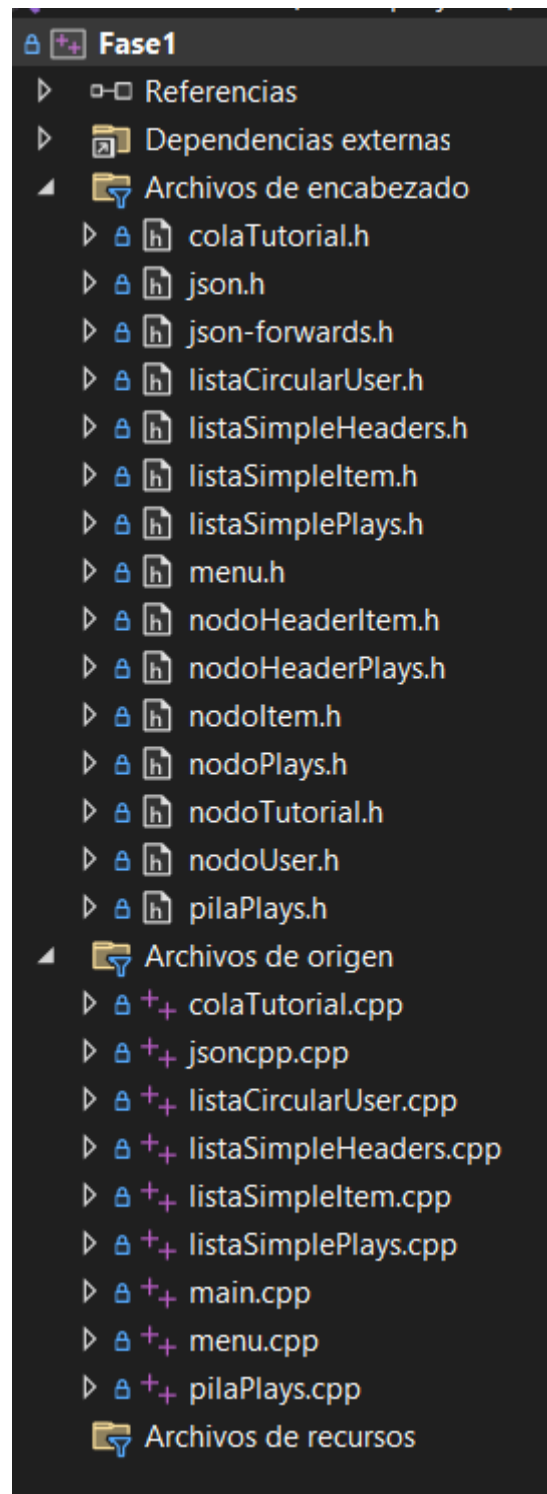 Fase1
Referencias
Dependencias externas
Archivos de encabezado
colaTutorial.h
json.h
json-forwards.h
listaCircularUser.h
listaSimpleHeaders.h
listaSimpleItem.h
listaSimplePlays.h
menu.h
nodoHeaderItem.h
nodoHeaderPlays.h
nodoItem.h
nodoPlays.h
nodoTutorial.h
nodoUser.h
pilaPlays.h
Archivos de origen
colaTutorial.cpp
jsoncpp.cpp
listaCircularUser.cpp
listaSimpleHeaders.cpp
listaSimpleItem.cpp
listaSimplePlays.cpp
main.cpp
menu.cpp
pilaPlays.cpp
Archivos de recursos